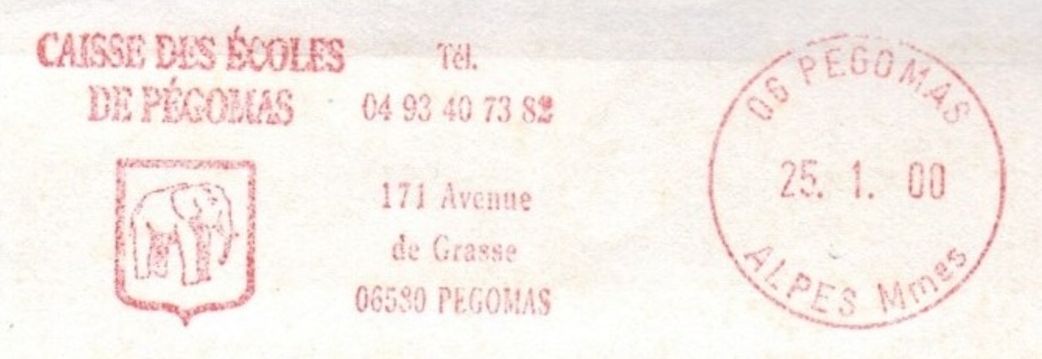 CAISSE DES ÉCOLES
DE PÉGOMAS
Tél.
04 93 40 73 82
171 Avenue
de Grasse
06580 PEGOMAS
06 PEGOMAS
25. 1. 00
ALPES Mmes